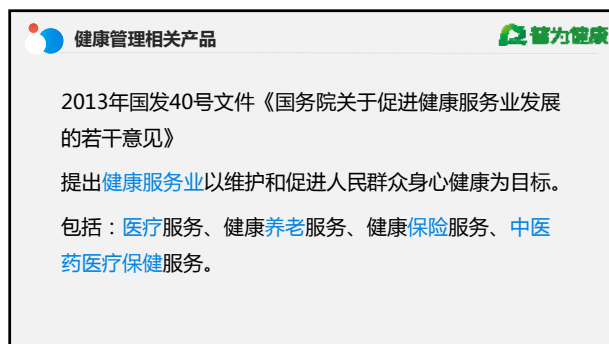 健康管理相关产品
普为健康
2013年国发40号文件《国务院关于促进健康服务业发展
的若干意见》
提出健康服务业以维护和促进人民群众身心健康为目标。
包括：医疗服务、健康养老服务、健康保险服务、中医
药医疗保健服务。